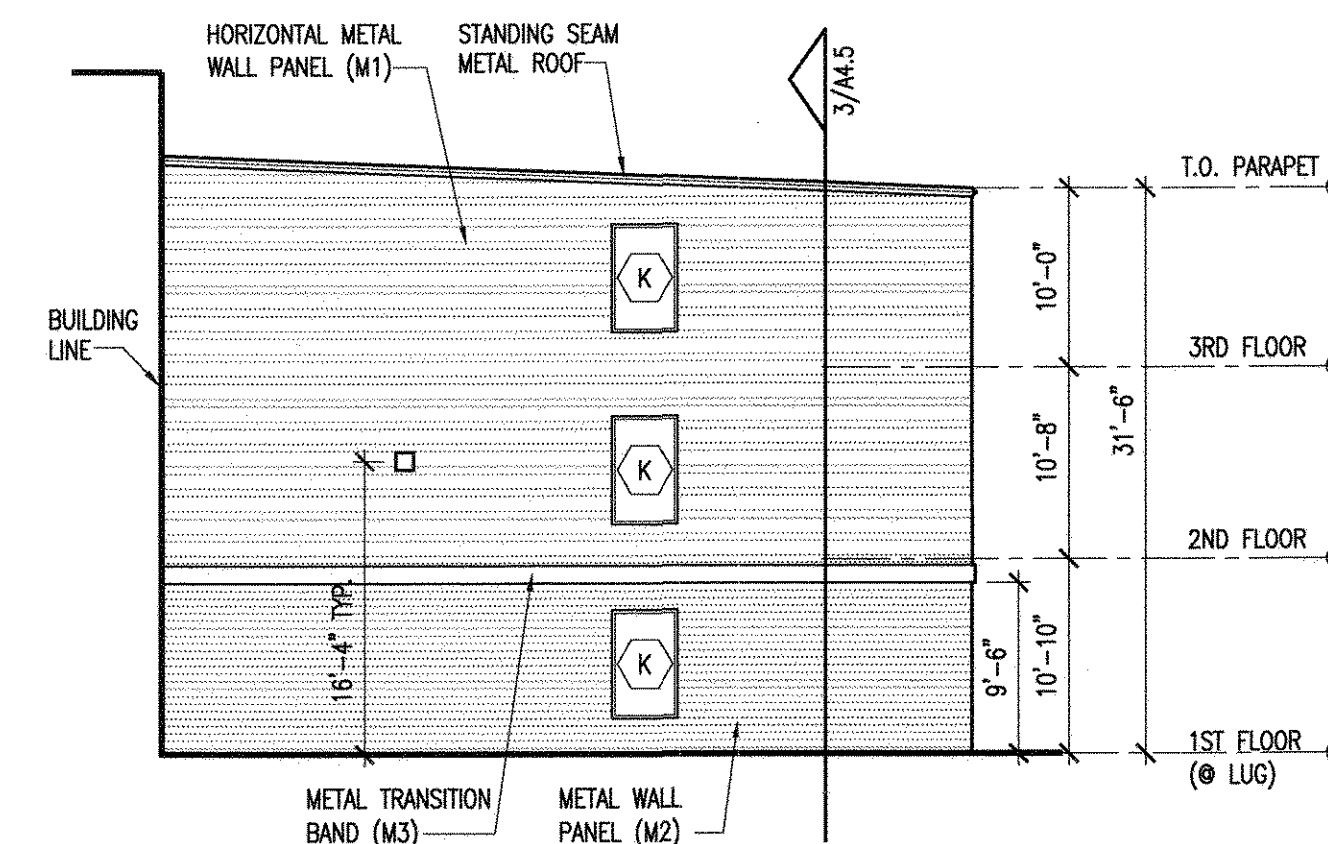 HORIZONTAL METAL
WALL PANEL (M1)
STANDING SEAM
METAL ROOF
3/A4.5
T.O. PARAPET
K
10'-0"
BUILDING
LINE
3RD FLOOR
K
10'-8"
31'-6"
2ND FLOOR
16'-4" TYP.
K
9'-6"
10'-10"
1ST FLOOR
(@ LUG)
METAL TRANSITION
BAND (M3)
METAL WALL
PANEL (M2)